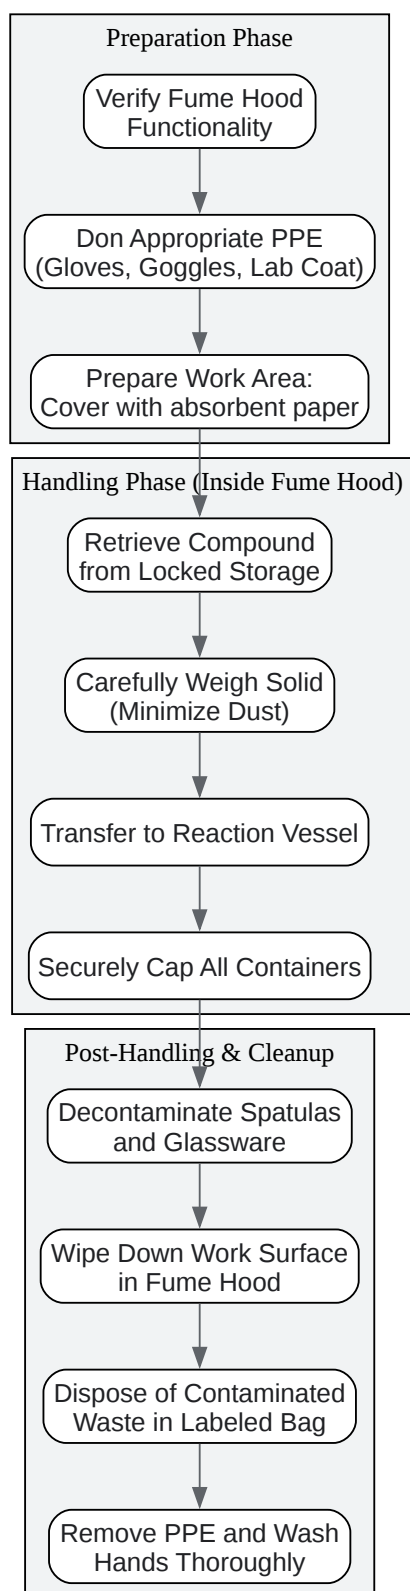 Preparation Phase
Verify Fume Hood
Functionality
Don Appropriate PPE
(Gloves, Goggles, Lab Coat)
Prepare Work Area:
Cover with absorbent paper
Handling Phase (Inside Fume Hood)
Retrieve Compound
from Locked Storage
Carefully Weigh Solid
(Minimize Dust)
Transfer to Reaction Vessel
Securely Cap All Containers
Post-Handling & Cleanup
Decontaminate Spatulas
and Glassware
Wipe Down Work Surface
in Fume Hood
Dispose of Contaminated
Waste in Labeled Bag
Remove PPE and Wash
Hands Thoroughly